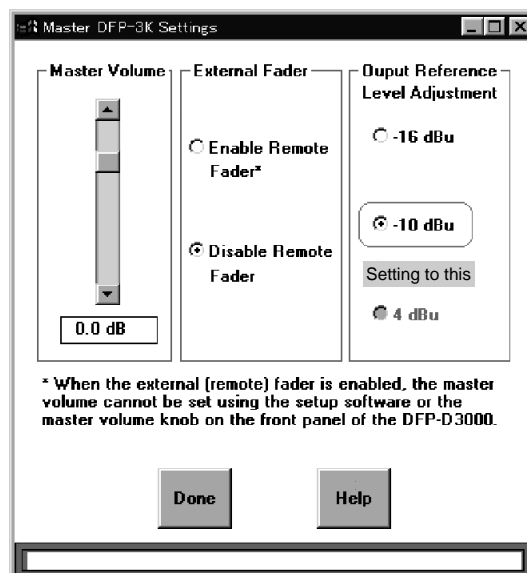 Master DFP-3K Settings
Master Volume
0.0 dB
External Fader
Enable Remote
Fader*
Disable Remote
Fader
Ouput Reference
Level Adjustment
-16 dBu
-10 dBu
Setting to this
4 dBu
* When the external (remote) fader is enabled, the master
volume cannot be set using the setup software or the
master volume knob on the front panel of the DFP-D3000.
Done
Help